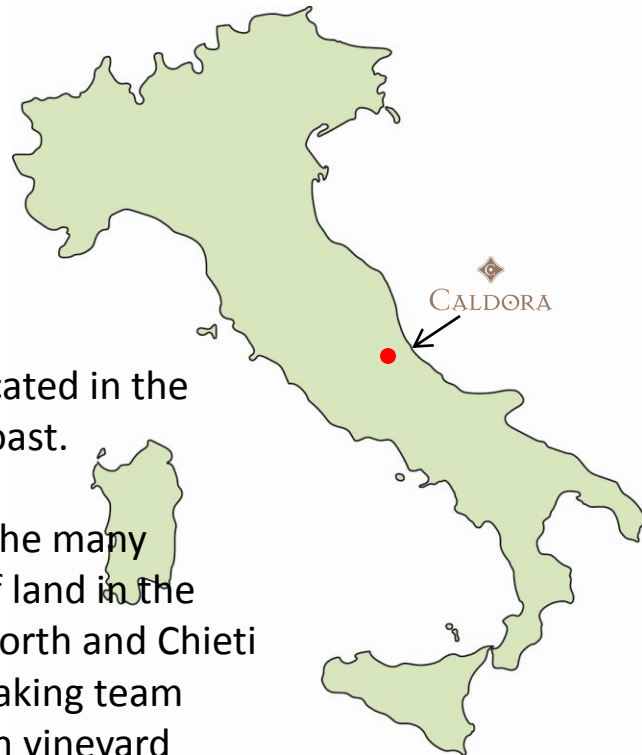 CALDORA
cated in the
oast.
he many
f land in the
orth and Chieti
aking team
n vineyard